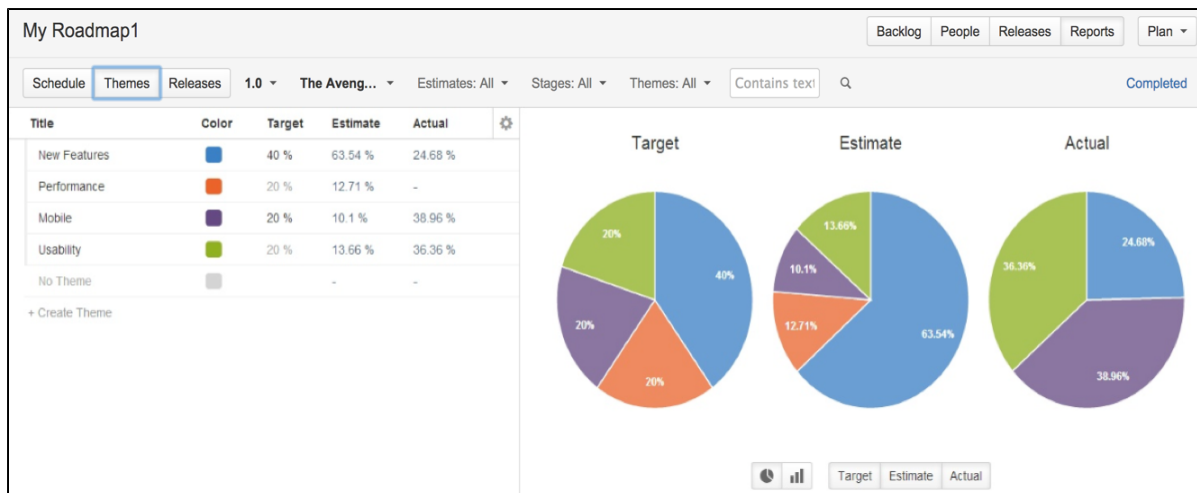 My Roadmap1
Backlog People Releases Reports Plan
Schedule Themes Releases 1.0 The Aveng... Estimates: All Stages: All Themes: All Contains text Completed
Title Color Target Estimate Actual
New Features 40 % 63.54 % 24.68 %
Performance 20 % 12.71 % -
Mobile 20 % 10.1 % 38.96 %
Usability 20 % 13.66 % 36.36 %
No Theme - -
+ Create Theme
Target Estimate Actual
20% 40% 20% 20%
13.66% 10.1% 12.71% 63.54%
24.68% 36.36% 38.96%
Target Estimate Actual